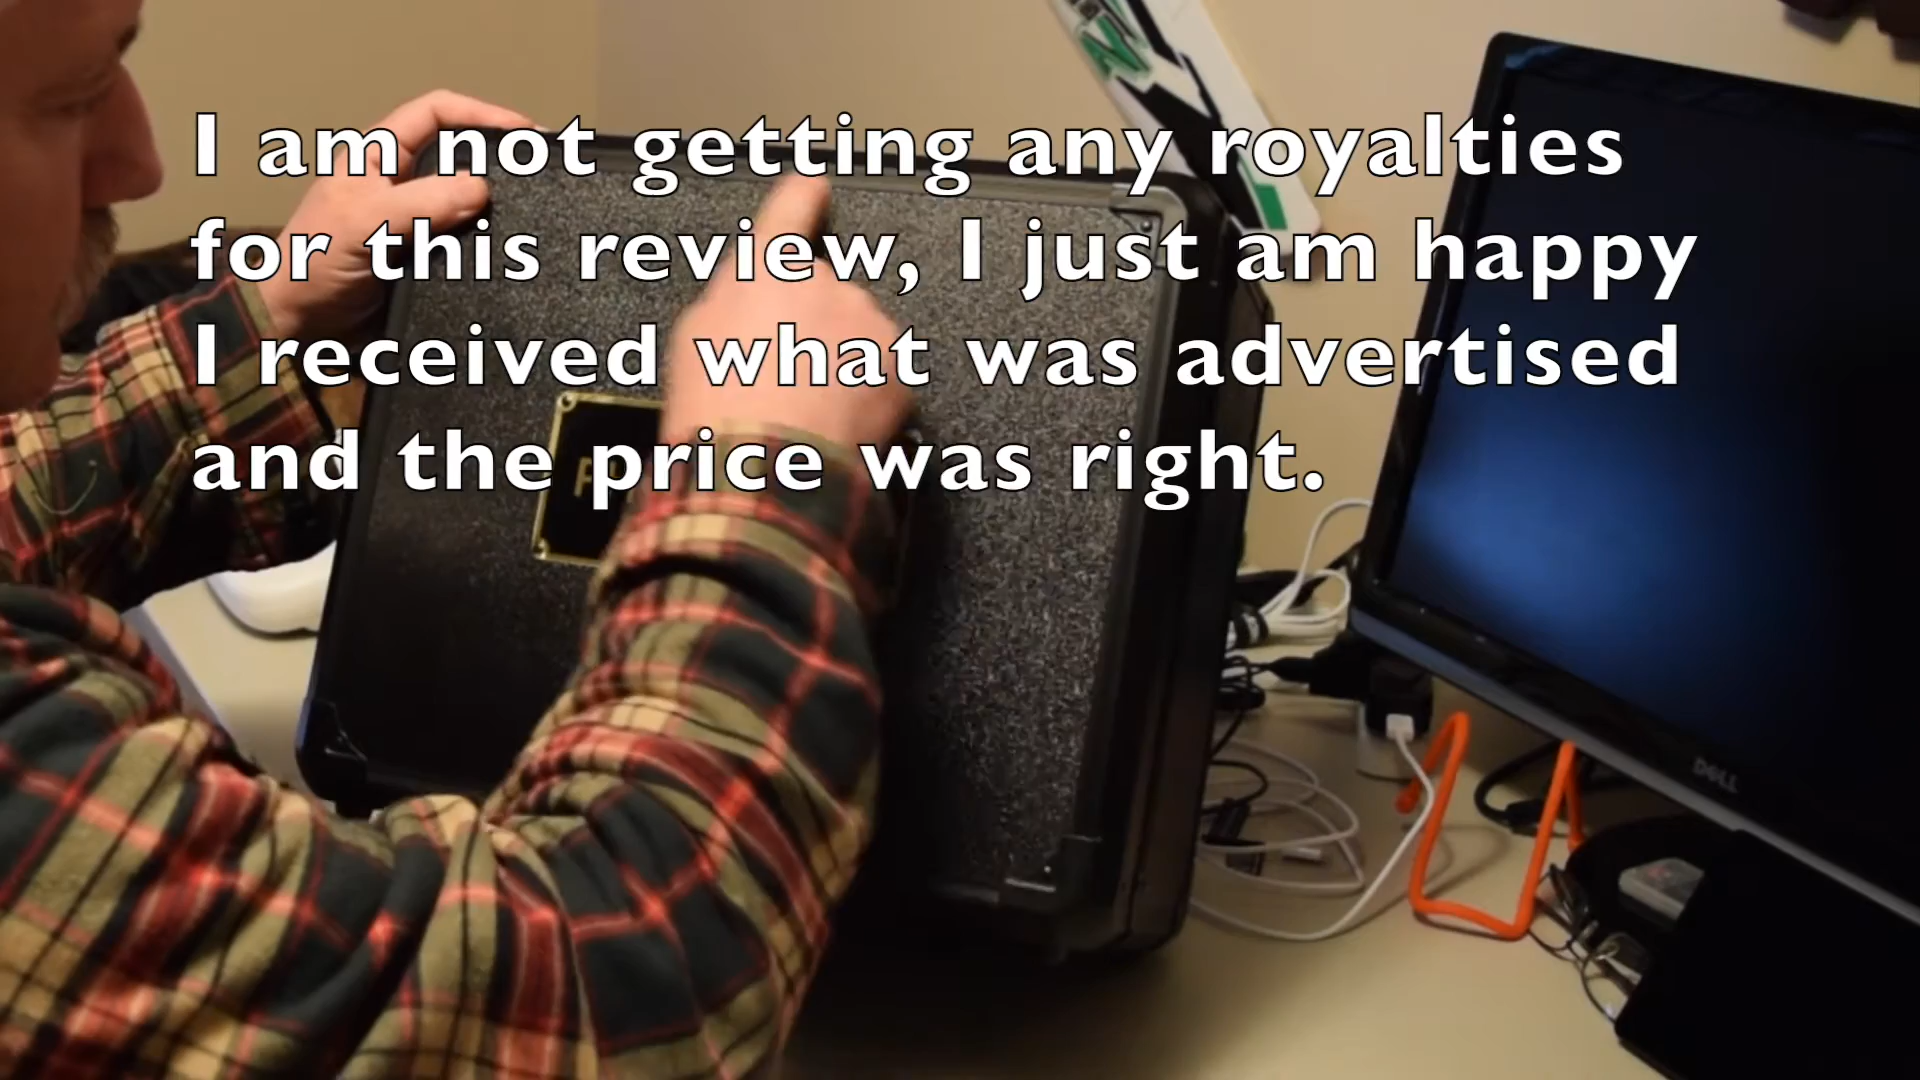 I am not getting any royalties
for this review, I just am happy
I received what was advertised
and the price was right.
DELL